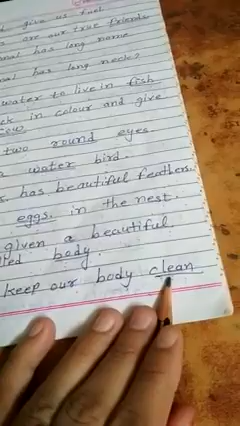 give us fuel
are our true friends
has long nerve
has long neck?
water to live in fish
in colour and give
cow
two round eyes
water bird.
has beautiful feathers.
eggs. in the nest.
given a beautiful
body.
keep our body clean